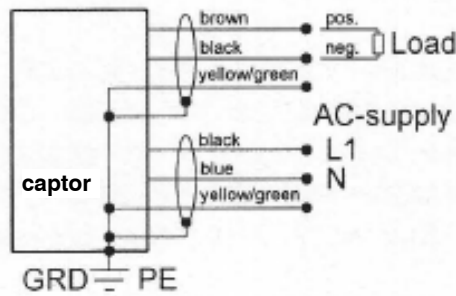 brown pos.
black neg. Load
yellow/green
AC-supply
black L1
blue N
captor
yellow/green
GRD PE